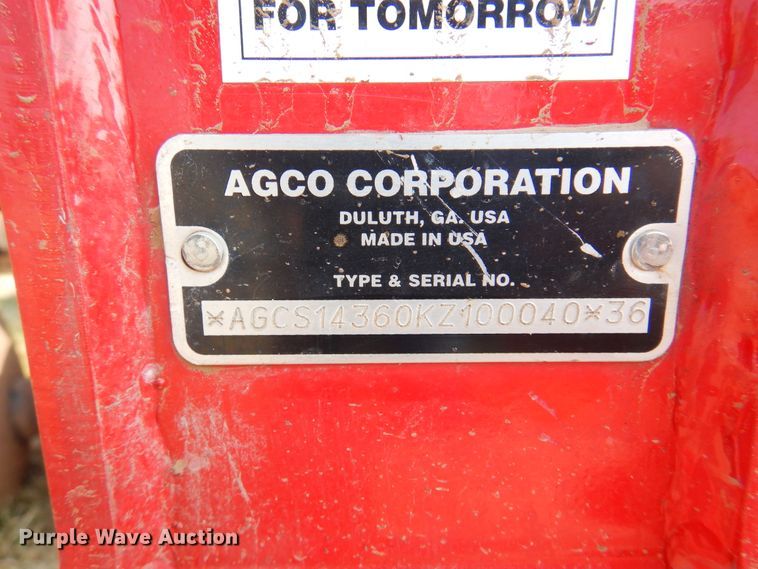 FOR TOMORROW
AGCO CORPORATION
DULUTH, GA. USA
MADE IN USA
TYPE & SERIAL NO.
*AGCS14360KZ100040*36
Purple Wave Auction